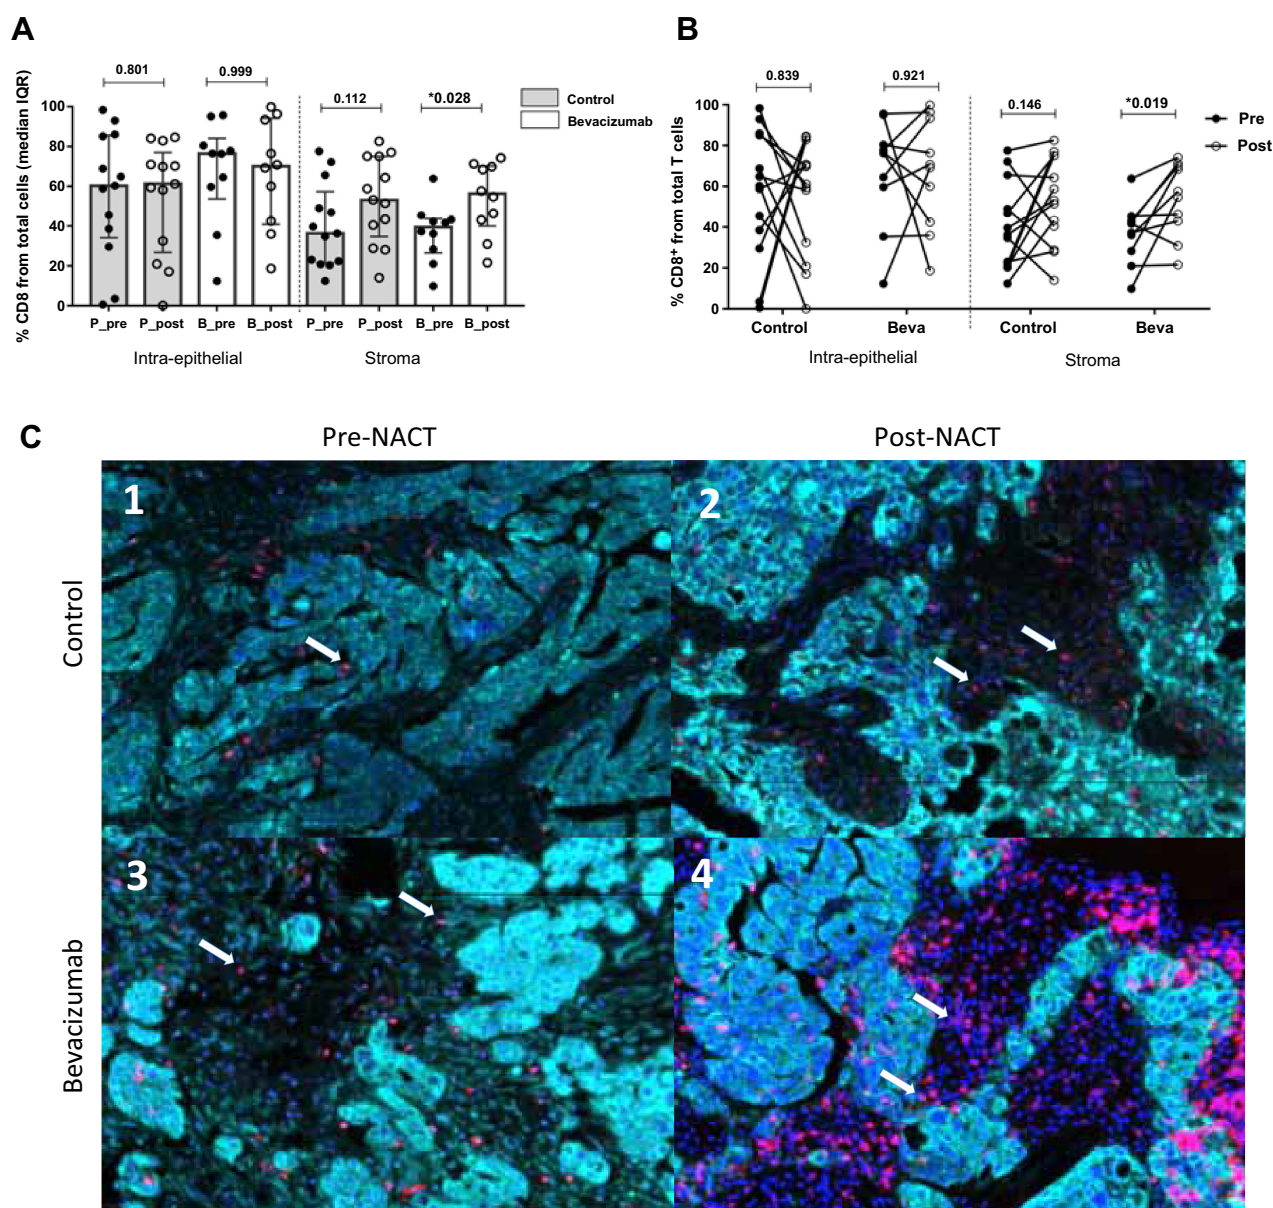 A
% CD8 from total cells (median IQR)
0.801
0.999
0.112
*0.028
Control
Bevacizumab
100
80
60
40
20
0
P_pre
P_post
B_pre
B_post
P_pre
P_post
B_pre
B_post
Intra-epithelial
Stroma
B
% CD8⁺ from total T cells
0.839
0.921
0.146
*0.019
Pre
Post
100
80
60
40
20
0
Control
Beva
Control
Beva
Intra-epithelial
Stroma
C
Pre-NACT
Post-NACT
Control
1
2
Bevacizumab
3
4